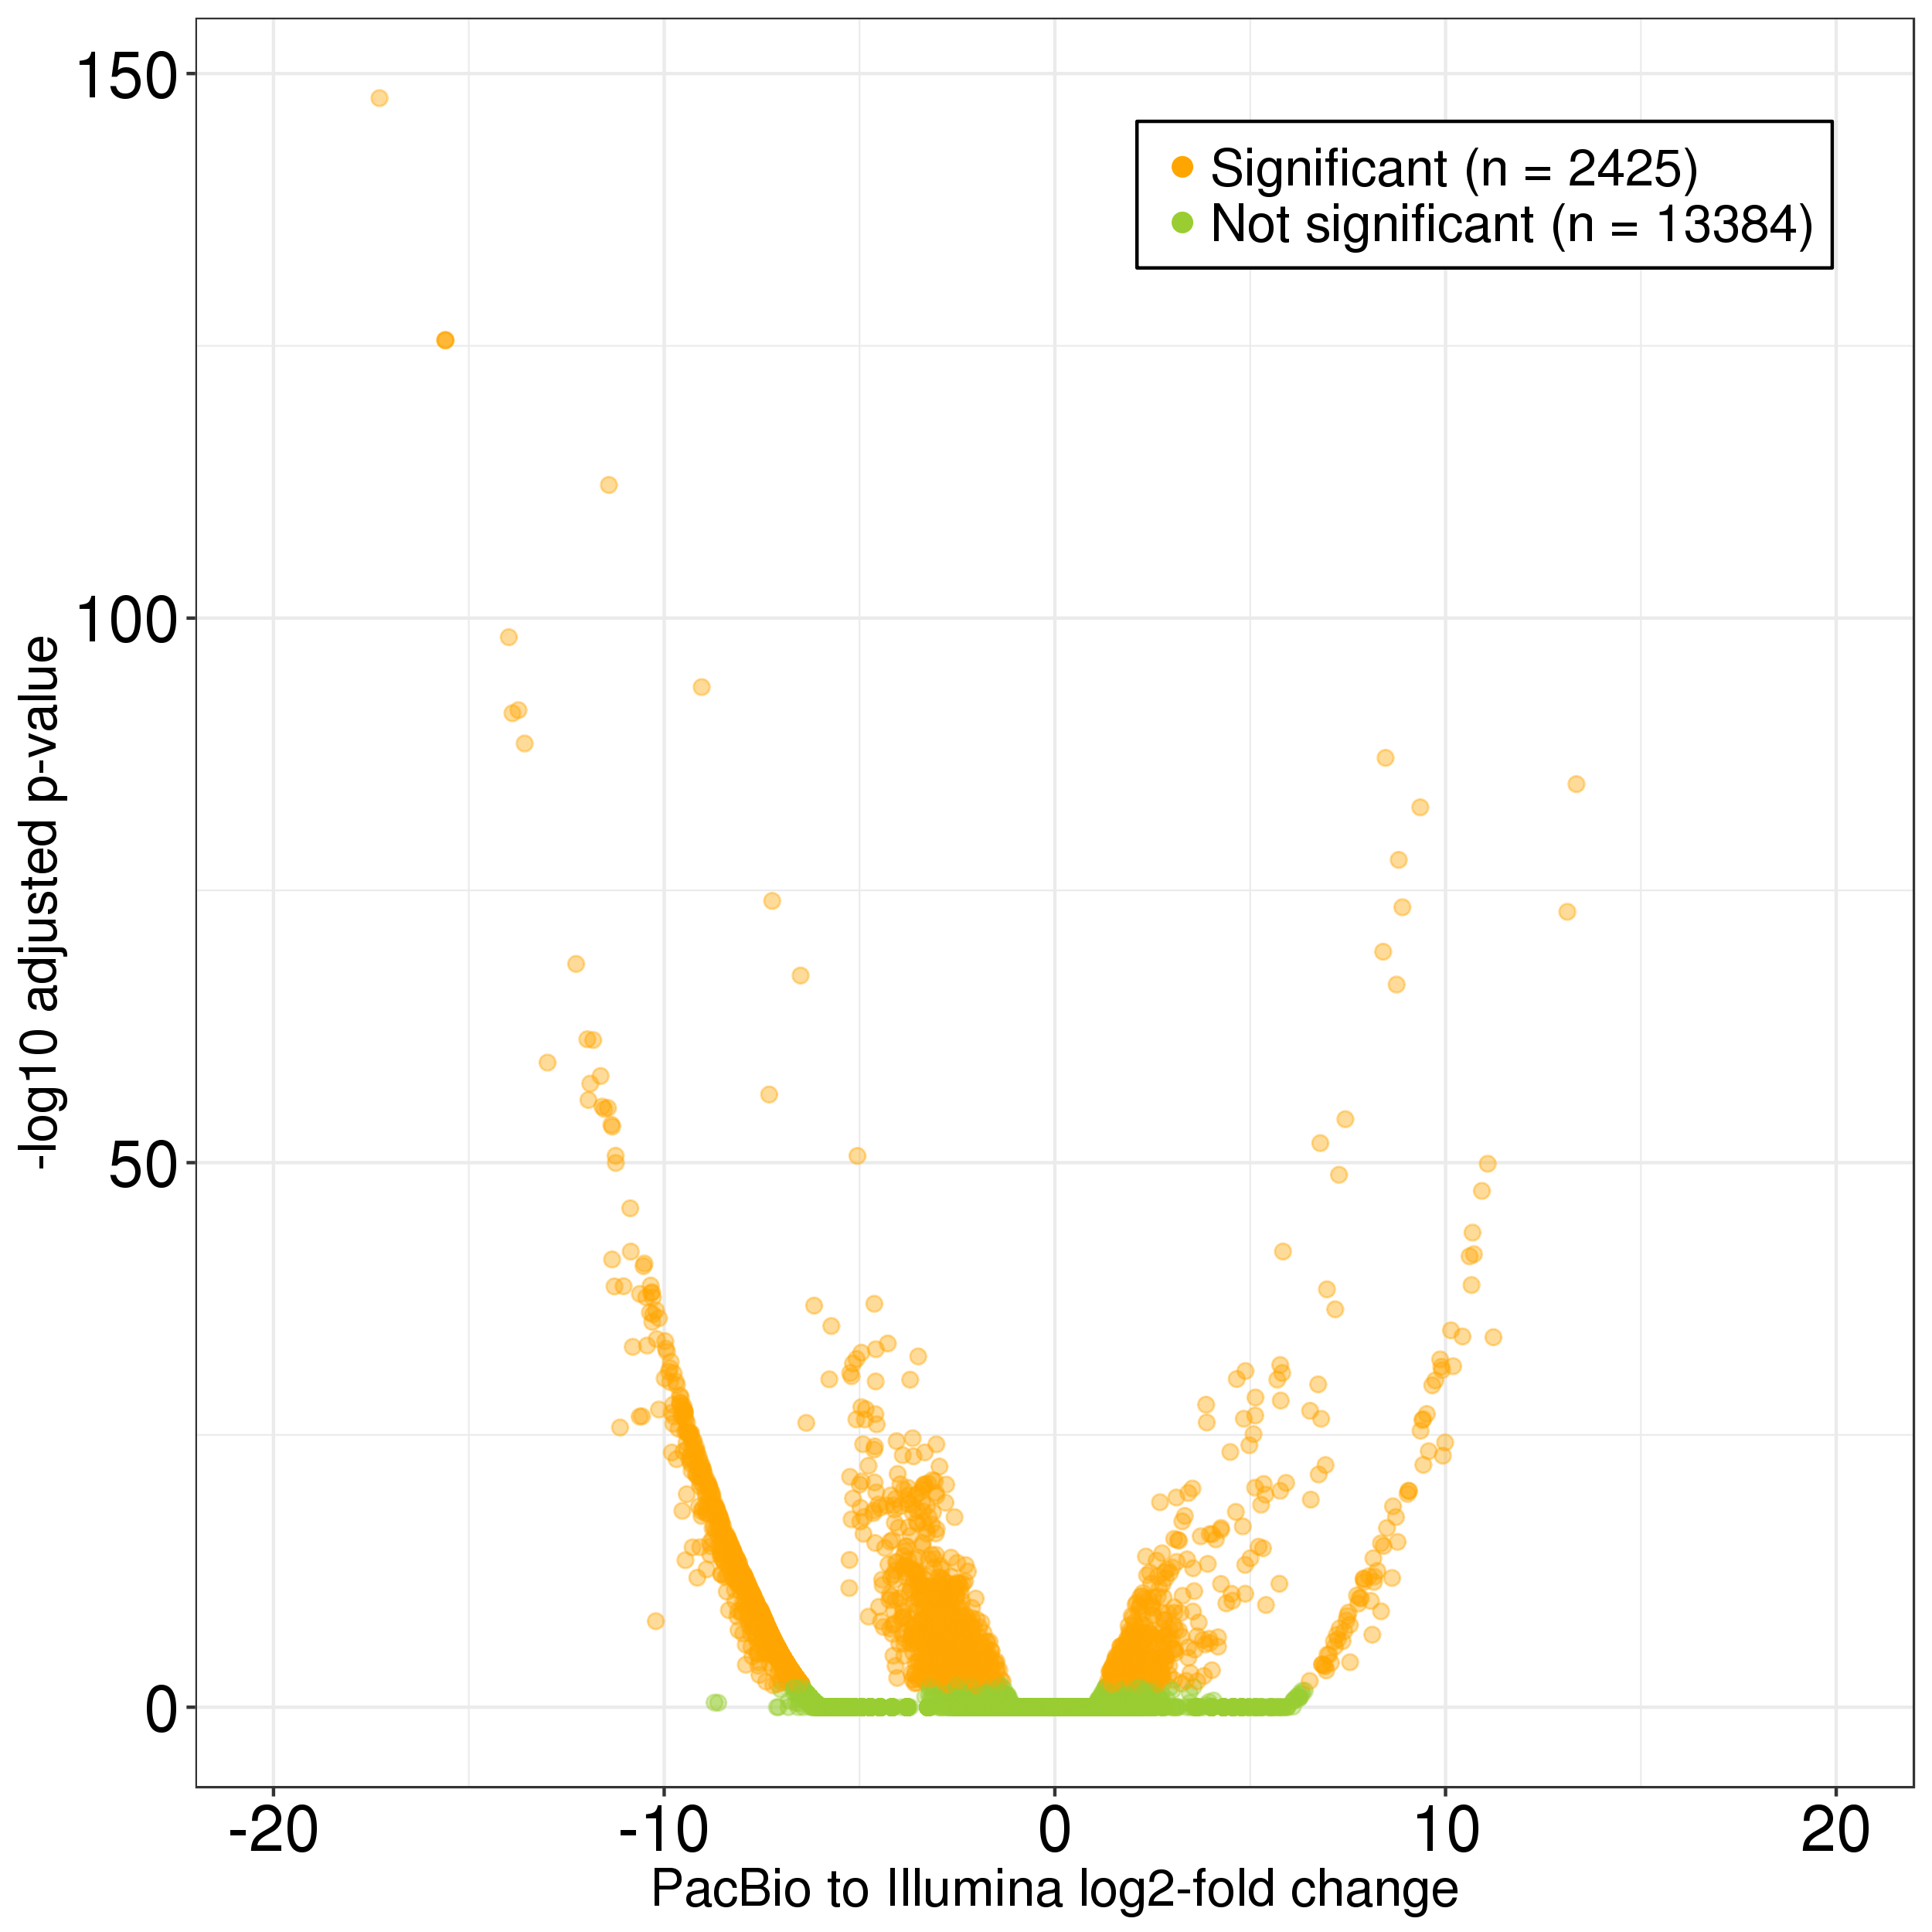 150
100
50
0
-log10 adjusted p-value
Significant (n = 2425)
Not significant (n = 13384)
-20 -10 0 10 20
PacBio to Illumina log2-fold change